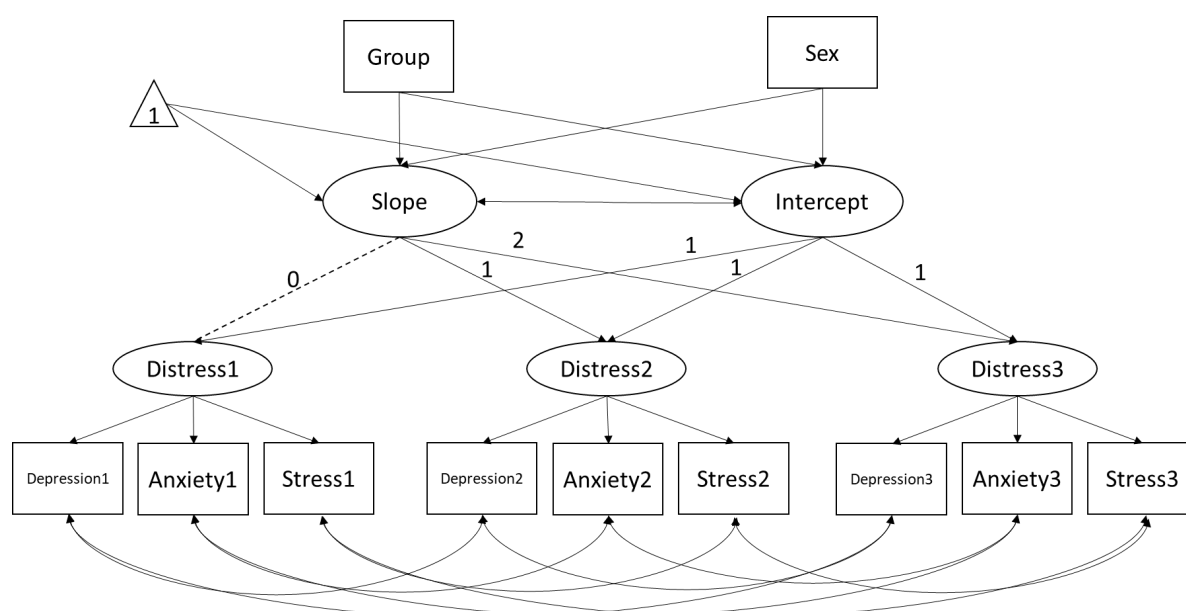 Group
Sex
1
Slope
Intercept
2
1
0
1
1
1
Distress1
Distress2
Distress3
Depression1
Anxiety1
Stress1
Depression2
Anxiety2
Stress2
Depression3
Anxiety3
Stress3